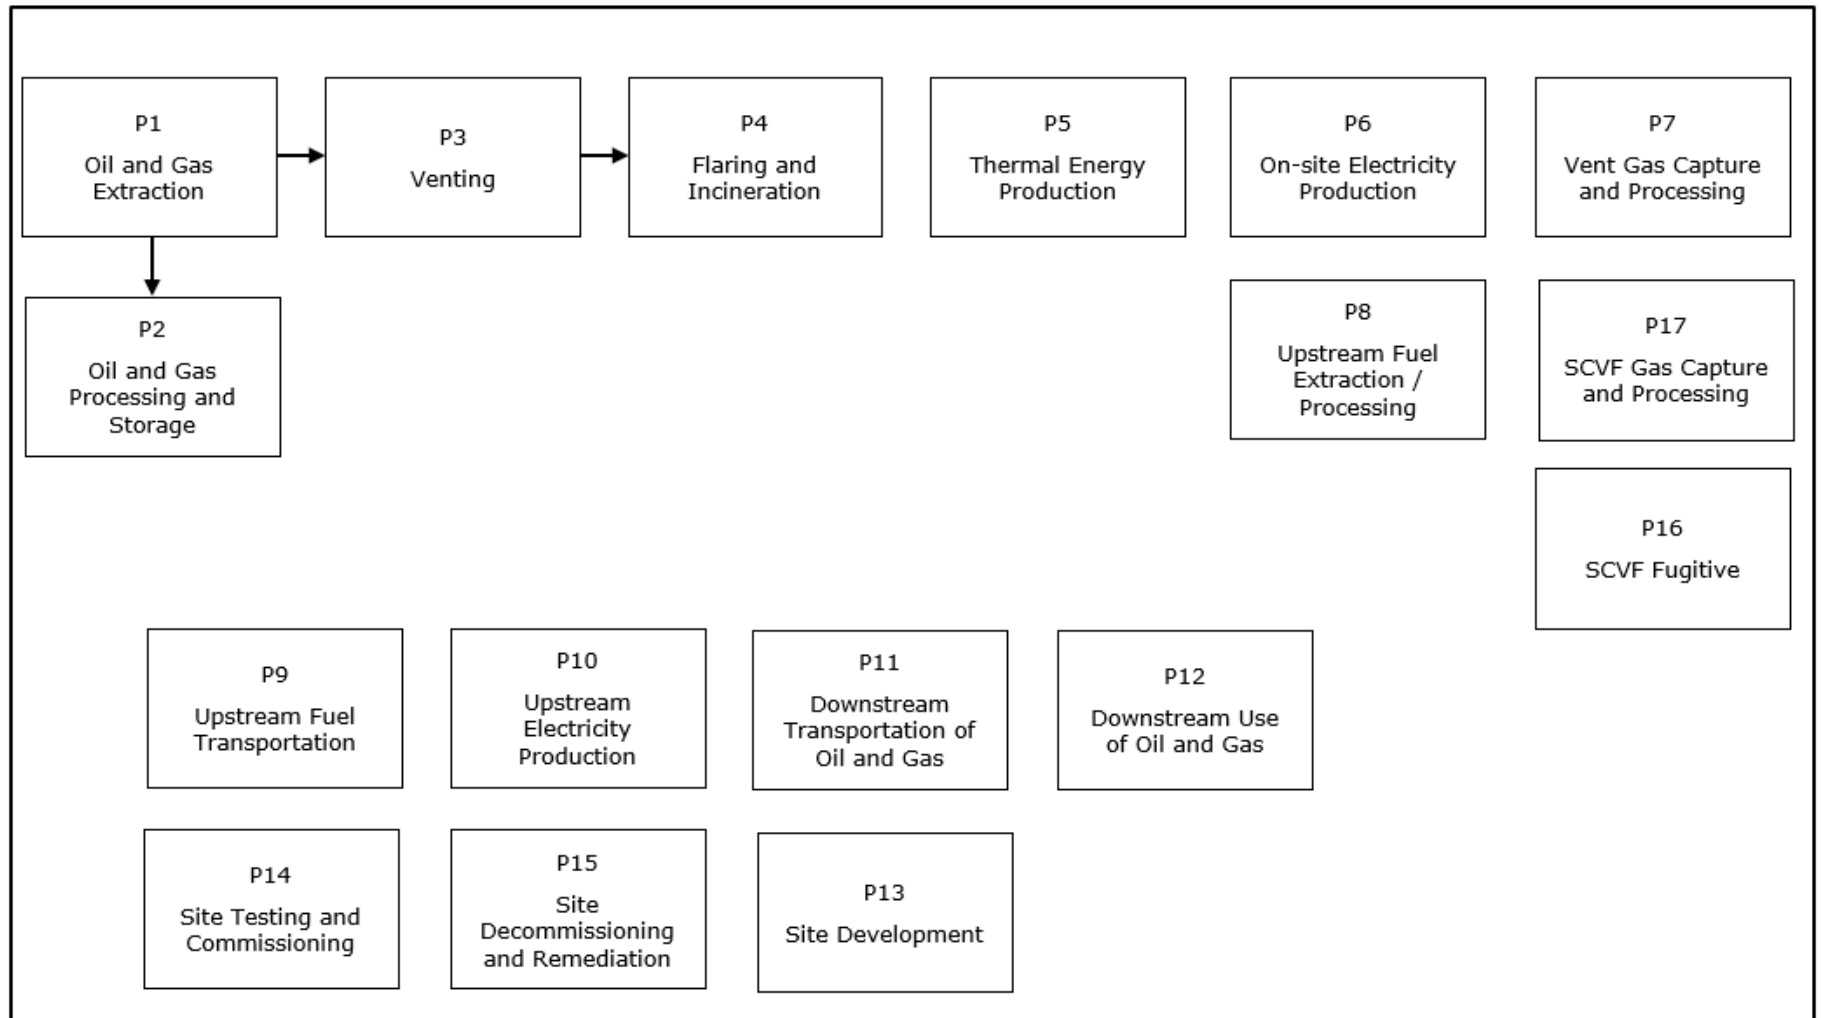 P1
Oil and Gas
Extraction
P3
Venting
P4
Flaring and
Incineration
P5
Thermal Energy
Production
P6
On-site Electricity
Production
P7
Vent Gas Capture
and Processing
P2
Oil and Gas
Processing and
Storage
P8
Upstream Fuel
Extraction /
Processing
P17
SCVF Gas Capture
and Processing
P16
SCVF Fugitive
P9
Upstream Fuel
Transportation
P10
Upstream
Electricity
Production
P11
Downstream
Transportation of
Oil and Gas
P12
Downstream Use
of Oil and Gas
P14
Site Testing and
Commissioning
P15
Site
Decommissioning
and Remediation
P13
Site Development